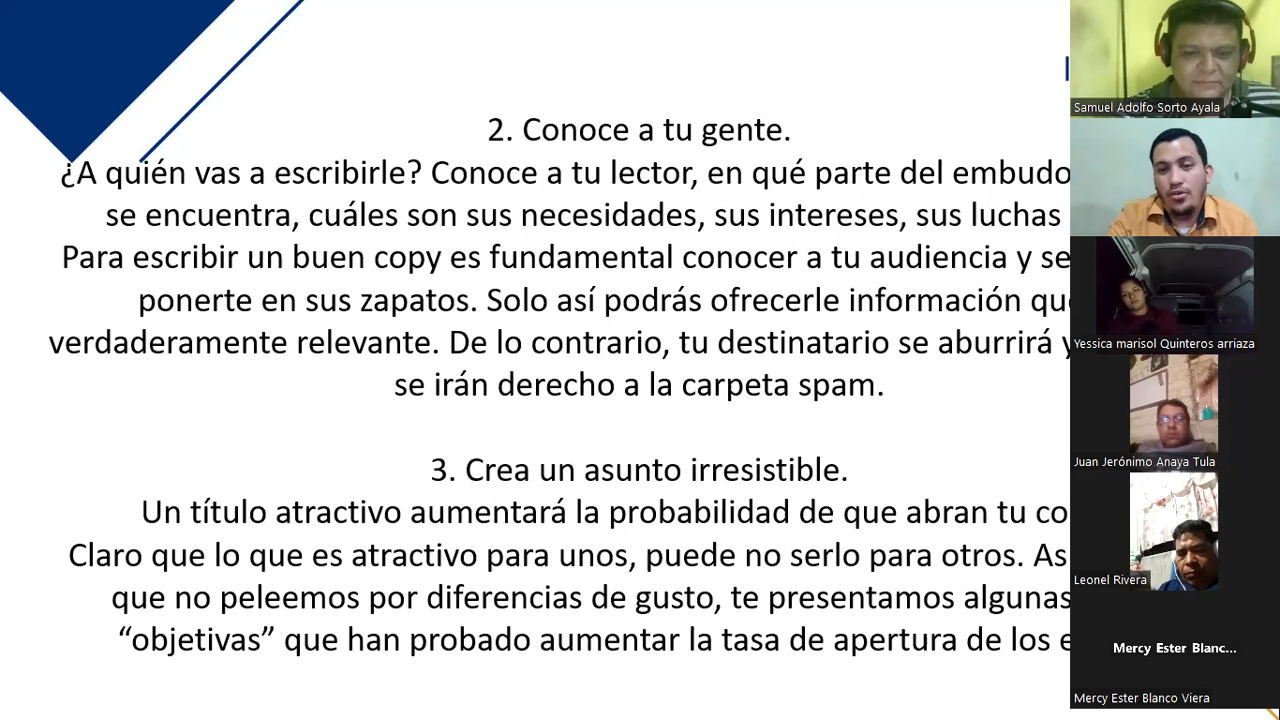 2. Conoce a tu gente.
¿A quién vas a escribirle? Conoce a tu lector, en qué parte del embudo
se encuentra, cuáles son sus necesidades, sus intereses, sus luchas
Para escribir un buen copy es fundamental conocer a tu audiencia y se
ponerte en sus zapatos. Solo así podrás ofrecerle información
verdaderamente relevante. De lo contrario, tu destinatario se aburrirá y
se irán derecho a la carpeta spam.
3. Crea un asunto irresistible.
Un título atractivo aumentará la probabilidad de que abran tu co
Claro que lo que es atractivo para unos, puede no serlo para otros. As
que no peleemos por diferencias de gusto, te presentamos algunas
“objetivas” que han probado aumentar la tasa de apertura de los e
Samuel Adolfo Sorto Ayala
Yessica marisol Quinteros arriaza
Juan Jerónimo Anaya Tula
Leonel Rivera
Mercy Ester Blanc...
Mercy Ester Blanco Viera